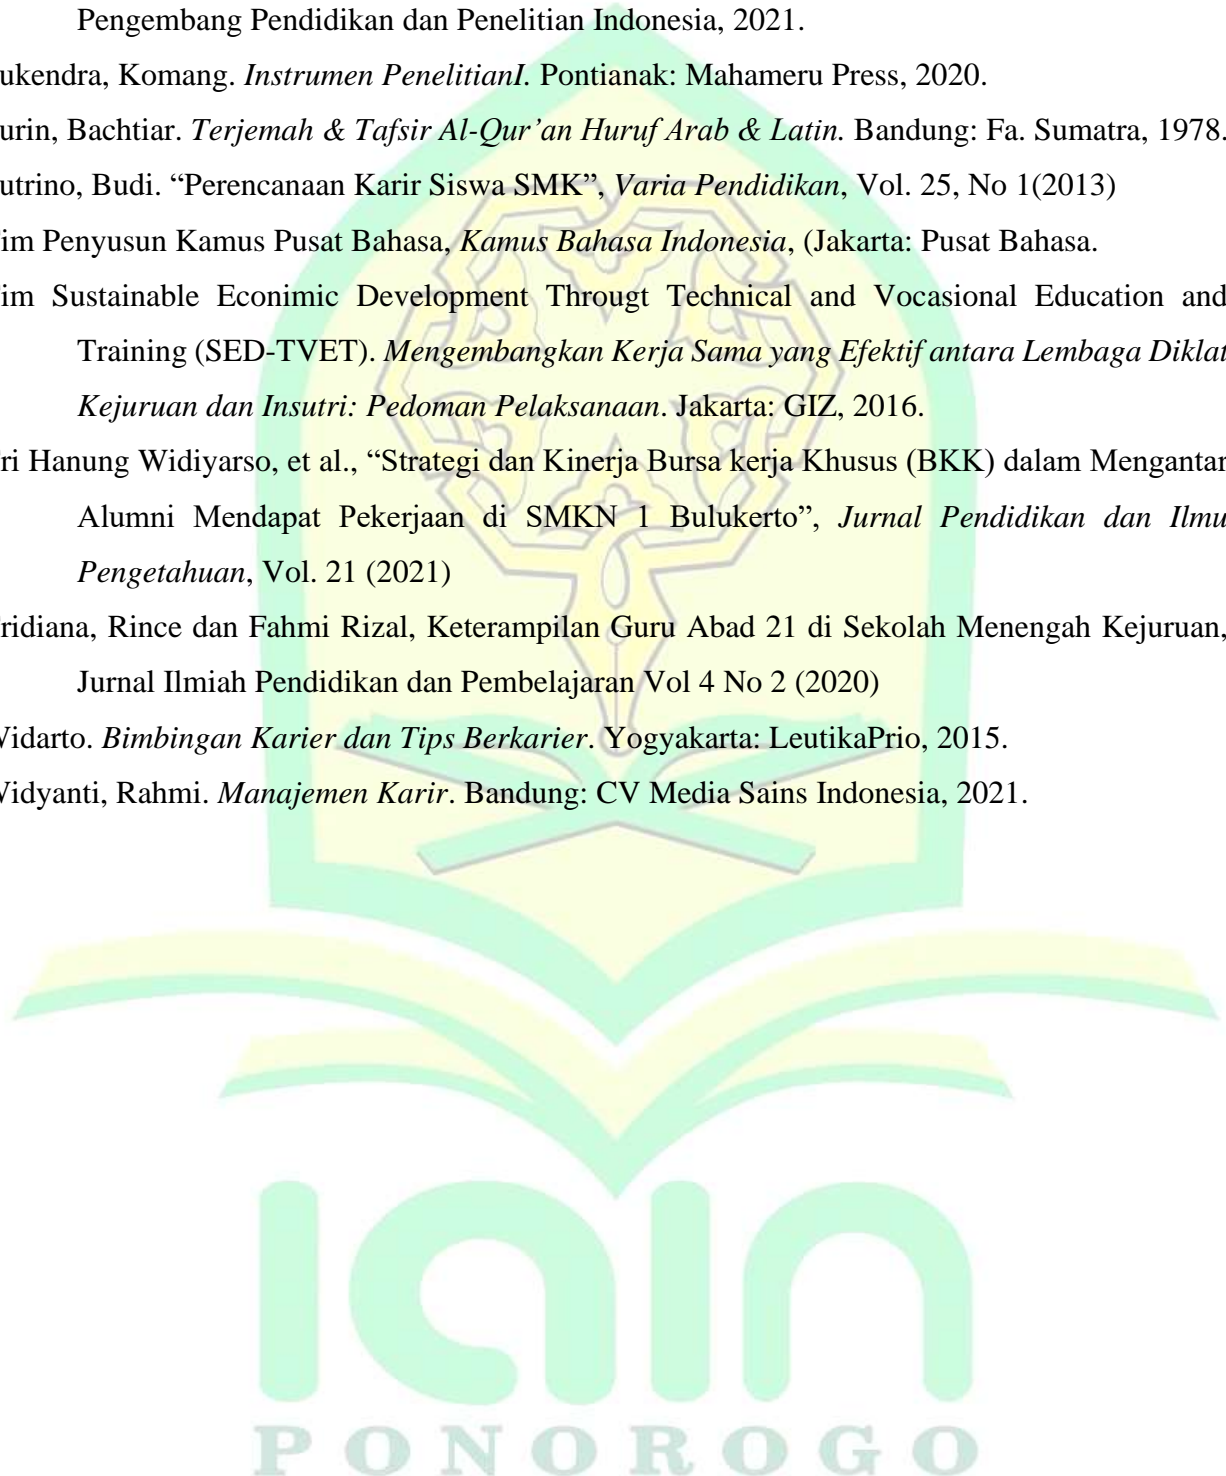 Pengembang Pendidikan dan Penelitian Indonesia, 2021.
ukendra, Komang. Instrumen PenelitianI. Pontianak: Mahameru Press, 2020.
urin, Bachtiar. Terjemah & Tafsir Al-Qur’an Huruf Arab & Latin. Bandung: Fa. Sumatra, 1978.
utrino, Budi. “Perencanaan Karir Siswa SMK”, Varia Pendidikan, Vol. 25, No 1(2013)
im Penyusun Kamus Pusat Bahasa, Kamus Bahasa Indonesia, (Jakarta: Pusat Bahasa.
im Sustainable Econimic Development Througt Technical and Vocasional Education and
Training (SED-TVET). Mengembangkan Kerja Sama yang Efektif antara Lembaga Diklat
Kejuruan dan Insutri: Pedoman Pelaksanaan. Jakarta: GIZ, 2016.
ri Hanung Widiyarso, et al., “Strategi dan Kinerja Bursa kerja Khusus (BKK) dalam Mengantar
Alumni Mendapat Pekerjaan di SMKN 1 Bulukerto”, Jurnal Pendidikan dan Ilmu
Pengetahuan, Vol. 21 (2021)
ridiana, Rince dan Fahmi Rizal, Keterampilan Guru Abad 21 di Sekolah Menengah Kejuruan,
Jurnal Ilmiah Pendidikan dan Pembelajaran Vol 4 No 2 (2020)
Widarto. Bimbingan Karier dan Tips Berkarier. Yogyakarta: LeutikaPrio, 2015.
Widyanti, Rahmi. Manajemen Karir. Bandung: CV Media Sains Indonesia, 2021.
iain
PONOROGO